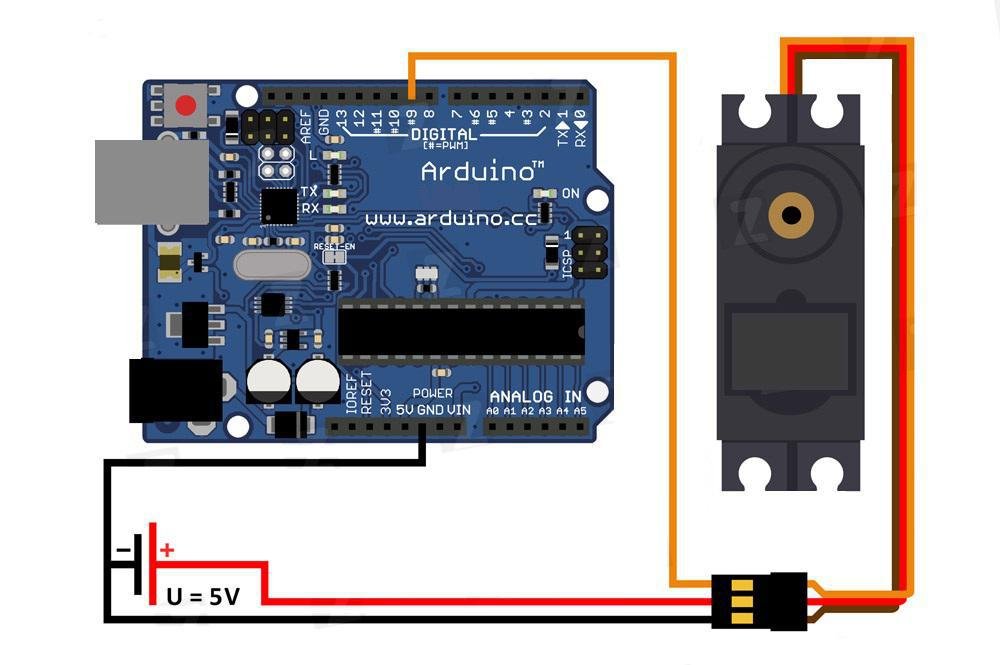 AREF
GND
13
12
#11
#10
#9
8
7
#6
#5
4
#3
2
TX▶1
RX◀0
DIGITAL
[#=PWM]
L
Arduino™
TX
RX
ON
www.arduino.cc
RESET-EN
1
ICSP
IOREF
RESET
3V3
POWER
5V GND VIN
ANALOG IN
A0 A1 A2 A3 A4 A5
− +
U = 5V